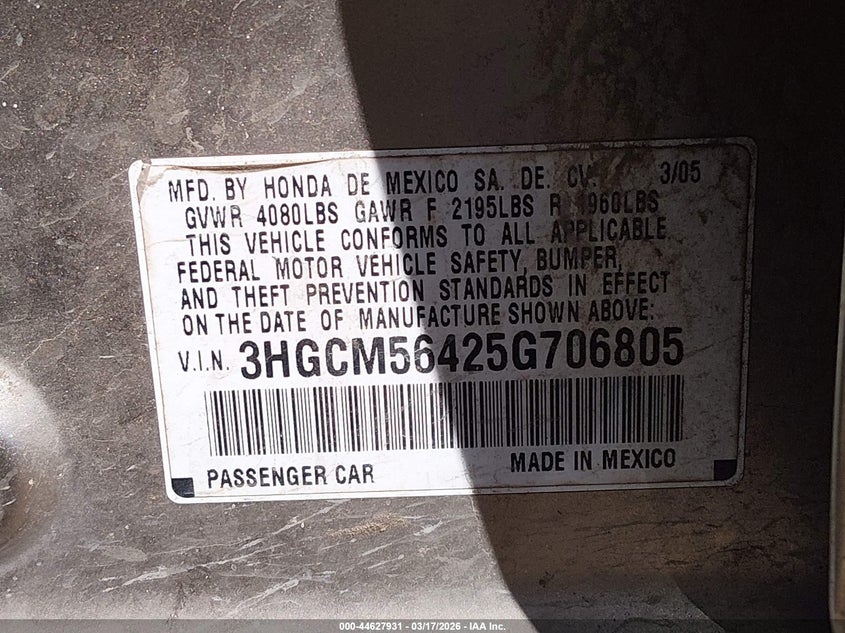 MFD. BY HONDA DE MEXICO SA. DE. CV. 3/05
GVWR 4080LBS GAWR F 2195LBS R 1960LBS
THIS VEHICLE CONFORMS TO ALL APPLICABLE
FEDERAL MOTOR VEHICLE SAFETY, BUMPER,
AND THEFT PREVENTION STANDARDS IN EFFECT
ON THE DATE OF MANUFACTURE SHOWN ABOVE:
V.I.N. 3HGCM56425G706805
PASSENGER CAR MADE IN MEXICO
000-44627931 - 03/17/2026 - IAA Inc.